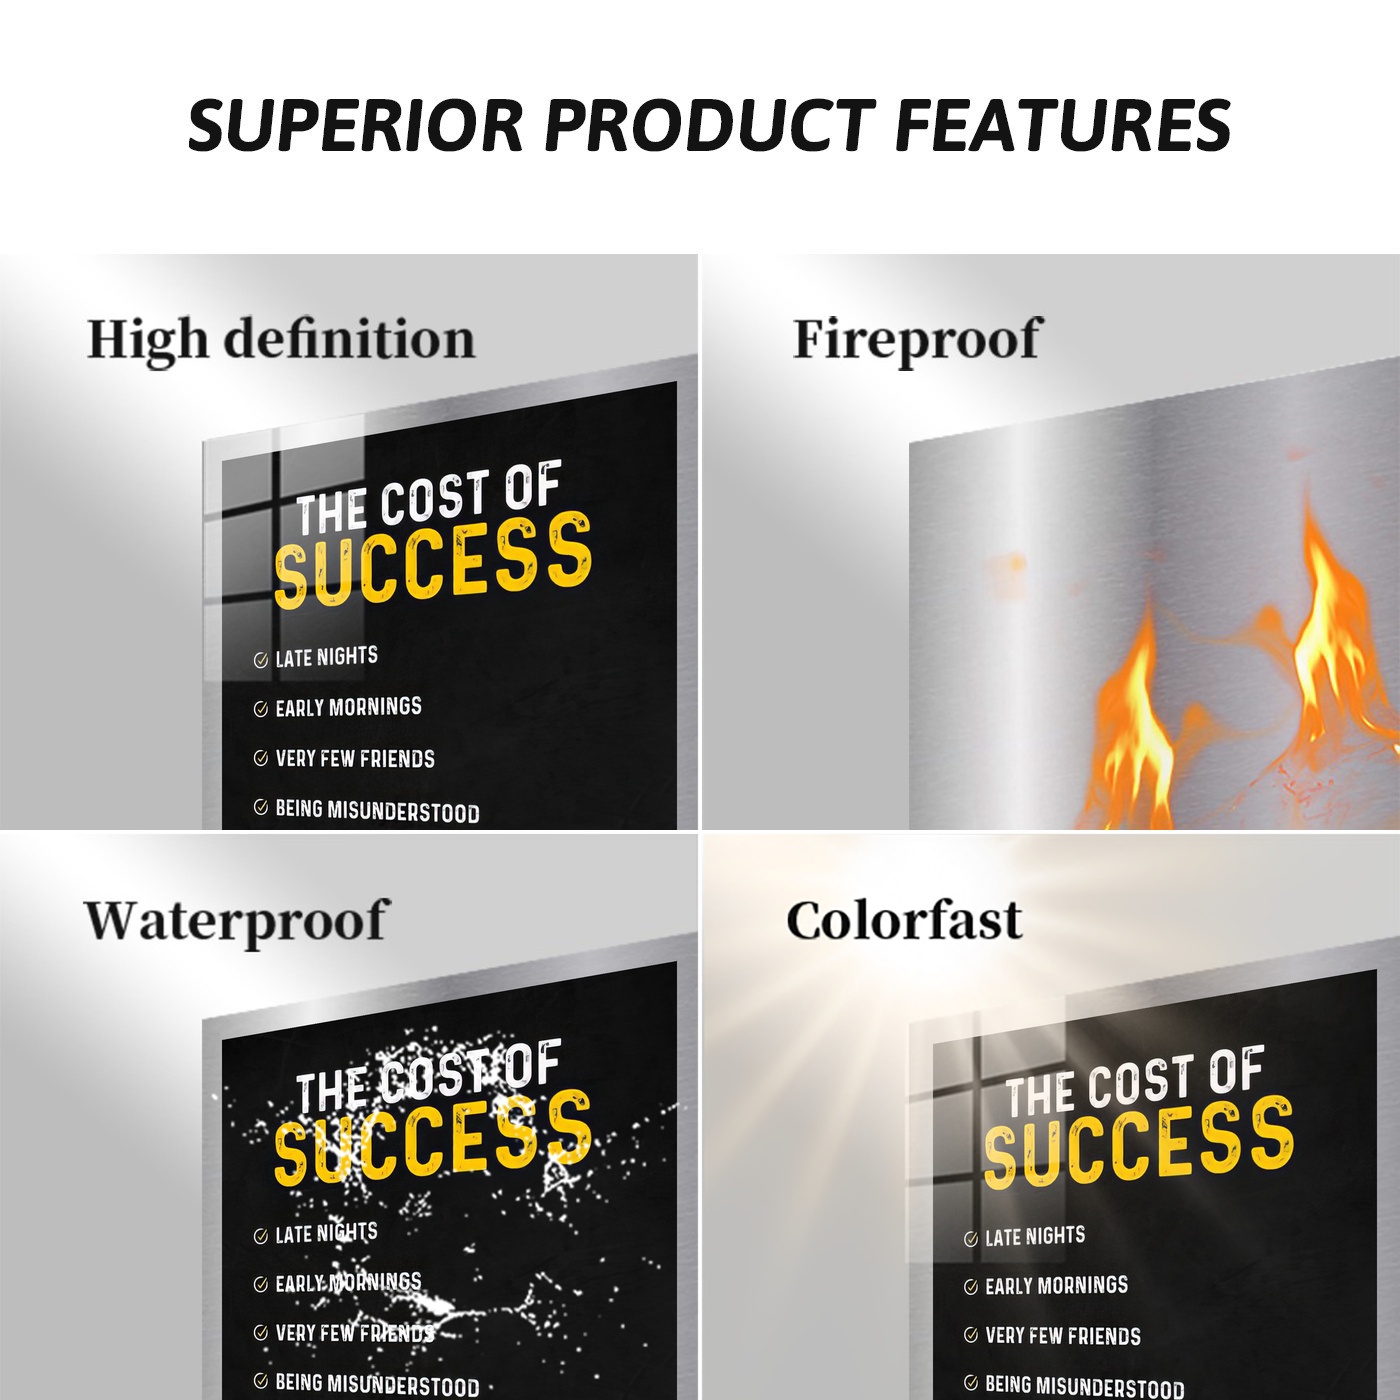 SUPERIOR PRODUCT FEATURES
High definition
THE COST OF
SUCCESS
LATE NIGHTS
EARLY MORNINGS
VERY FEW FRIENDS
BEING MISUNDERSTOOD
Fireproof
Waterproof
THE COST OF
SUCCESS
LATE NIGHTS
EARLY MORNINGS
VERY FEW FRIENDS
BEING MISUNDERSTOOD
Colorfast
THE COST OF
SUCCESS
LATE NIGHTS
EARLY MORNINGS
VERY FEW FRIENDS
BEING MISUNDERSTOOD